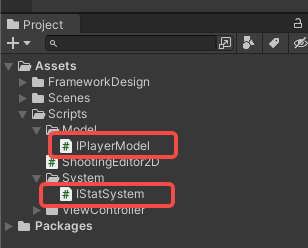 Project
Assets
FrameworkDesign
Scenes
Scripts
Model
IPlayerModel
ShootingEditor2D
System
IStatSystem
ViewController
Packages